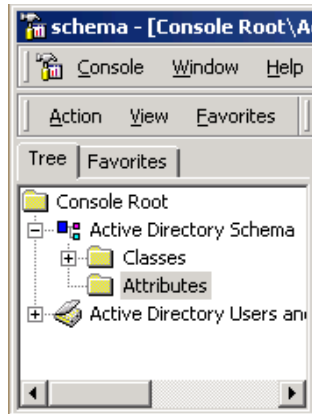 schema - [Console Root\A
Console Window Help
Action View Favorites
Tree Favorites
Console Root
Active Directory Schema
Classes
Attributes
Active Directory Users an